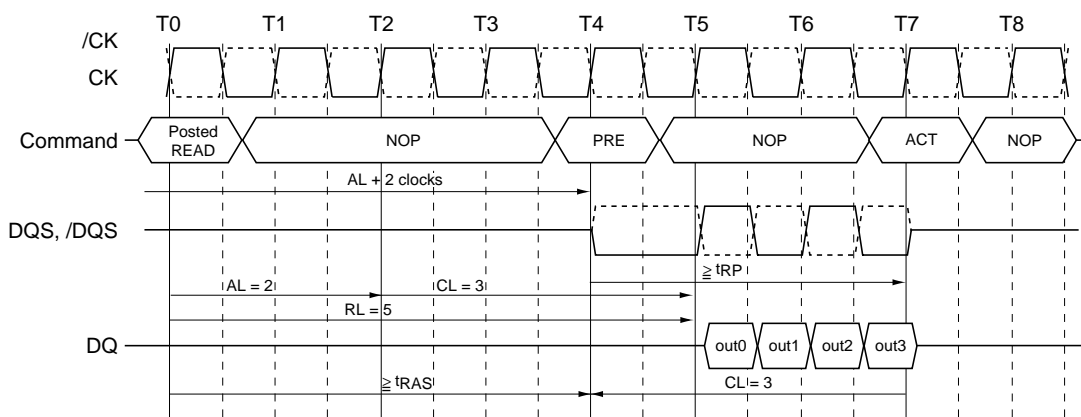 T0 T1 T2 T3 T4 T5 T6 T7 T8
/CK
CK
Command
Posted READ
NOP
PRE
NOP
ACT
NOP
AL + 2 clocks
DQS, /DQS
≧ tRP
AL = 2
CL = 3
RL = 5
DQ
out0 out1 out2 out3
≧ tRAS
CL = 3